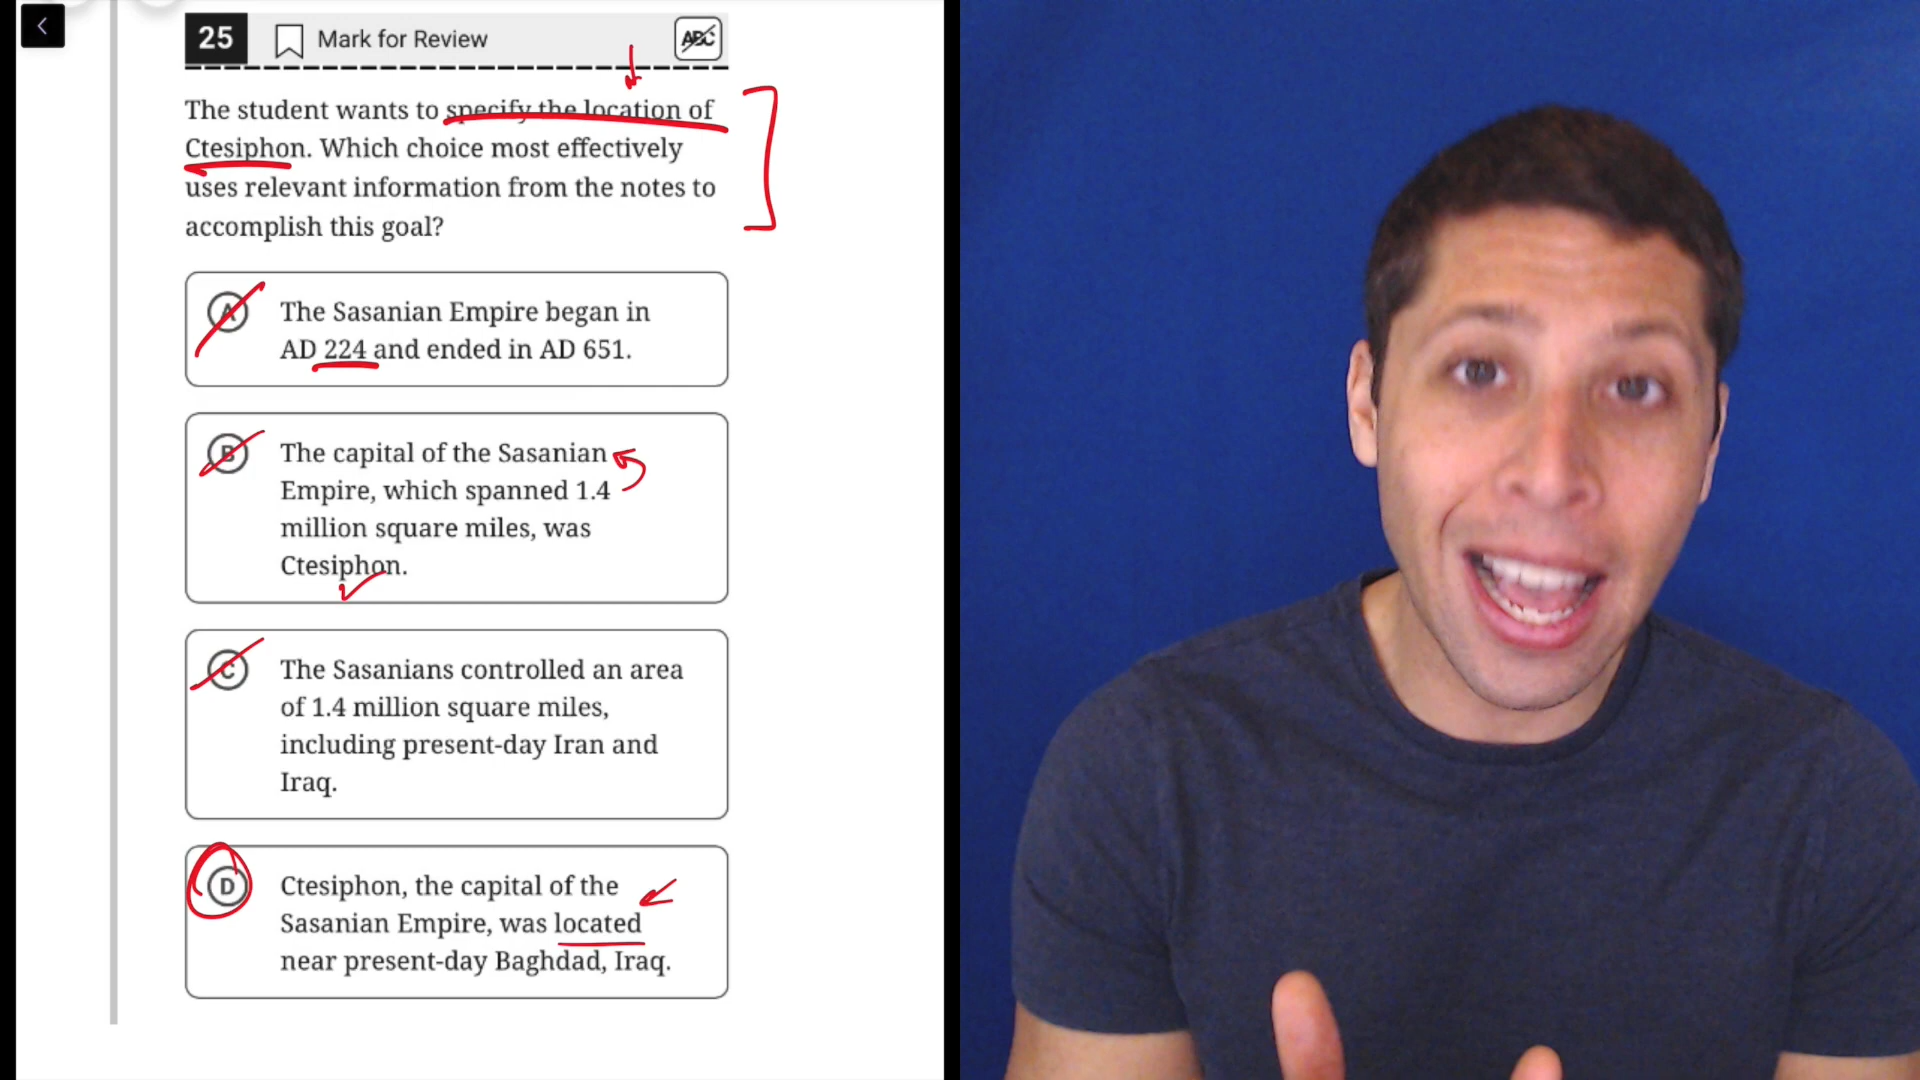 25 Mark for Review ABC
The student wants to specify the location of
Ctesiphon. Which choice most effectively
uses relevant information from the notes to
accomplish this goal?
A The Sasanian Empire began in
AD 224 and ended in AD 651.
B The capital of the Sasanian
Empire, which spanned 1.4
million square miles, was
Ctesiphon.
C The Sasanians controlled an area
of 1.4 million square miles,
including present-day Iran and
Iraq.
D Ctesiphon, the capital of the
Sasanian Empire, was located
near present-day Baghdad, Iraq.